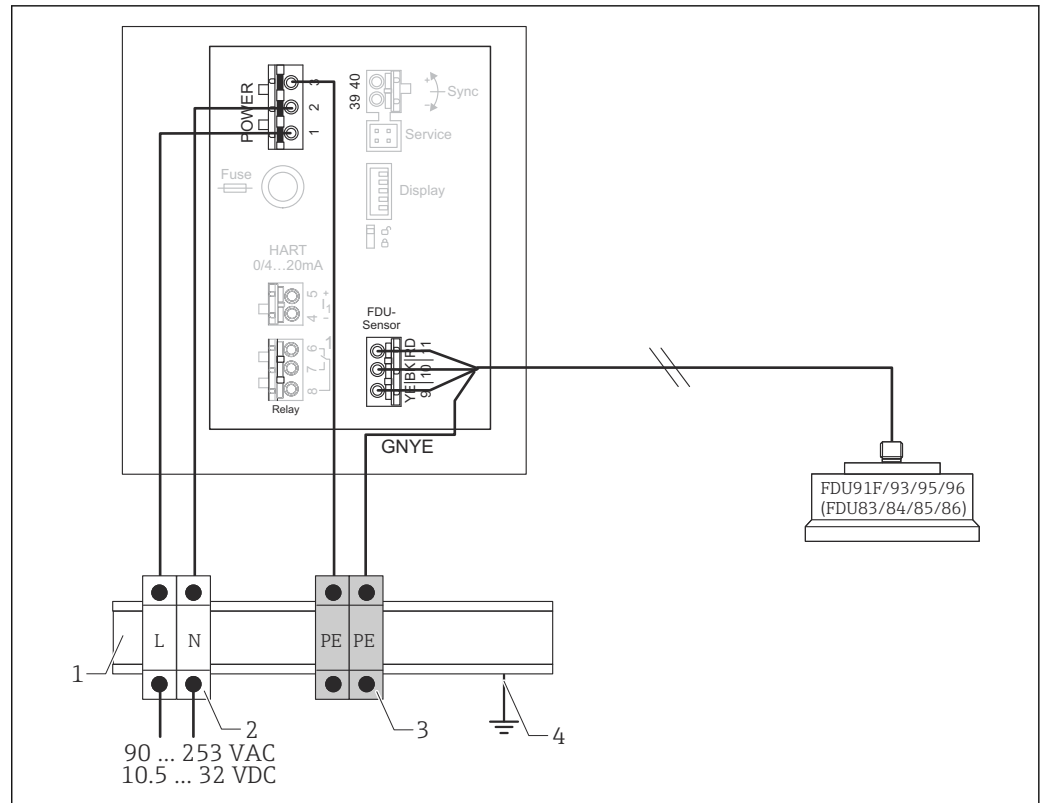 POWER
3
2
1
39 40
Sync
+
-
Service
Fuse
Display
HART
0/4...20mA
5 +
4 -
1
6
7
8
1
Relay
FDU-
Sensor
YE|BK|RD
9|10|11
GNYE
FDU91F/93/95/96
(FDU83/84/85/86)
L
N
PE
PE
1
2
3
4
90 ... 253 VAC
10.5 ... 32 VDC